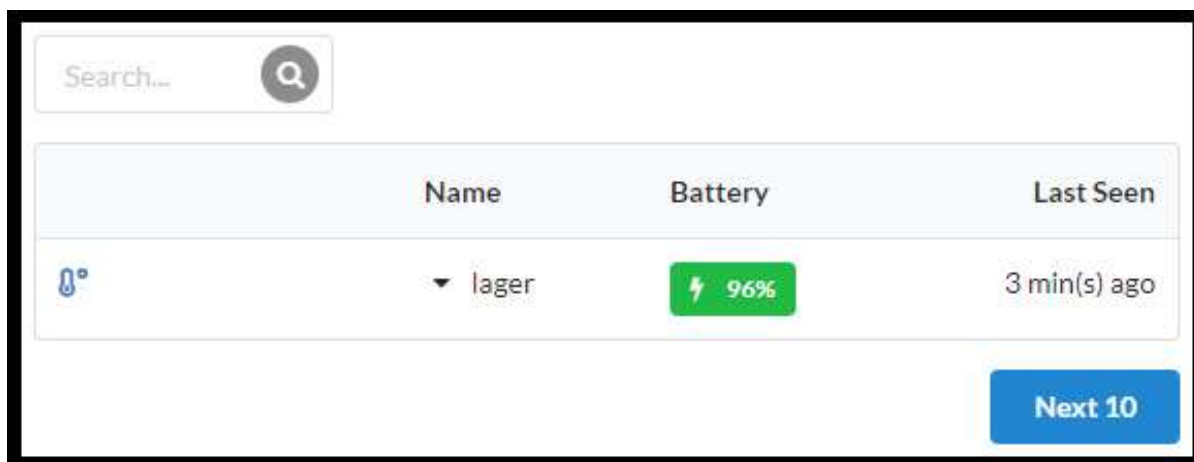 Search...
Name Battery Last Seen
lager 96% 3 min(s) ago
Next 10